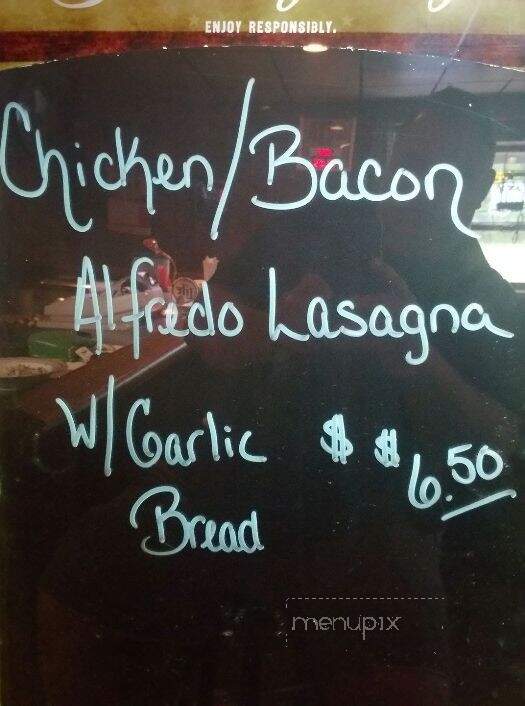 ENJOY RESPONSIBLY.
Chicken/Bacon
Alfredo Lasagna
W/Garlic $ $ 6.50
Bread
menupix